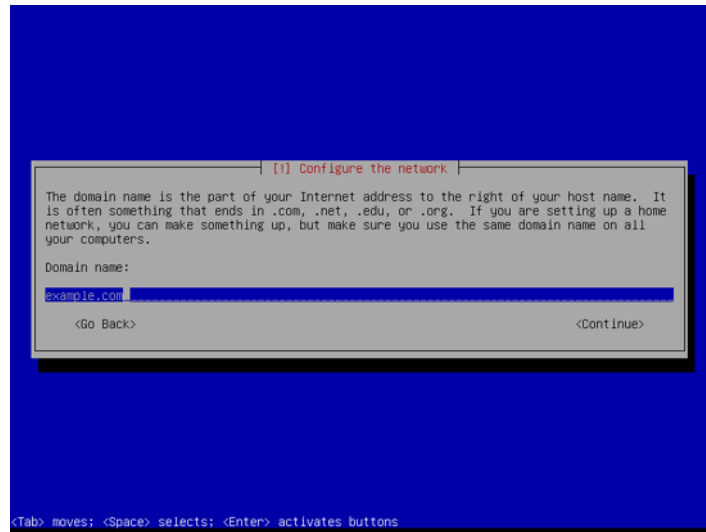 [!] Configure the network
The domain name is the part of your Internet address to the right of your host name.  It
is often something that ends in .com, .net, .edu, or .org.  If you are setting up a home
network, you can make something up, but make sure you use the same domain name on all
your computers.
Domain name:
example.com
<Go Back> <Continue>
<Tab> moves; <Space> selects; <Enter> activates buttons